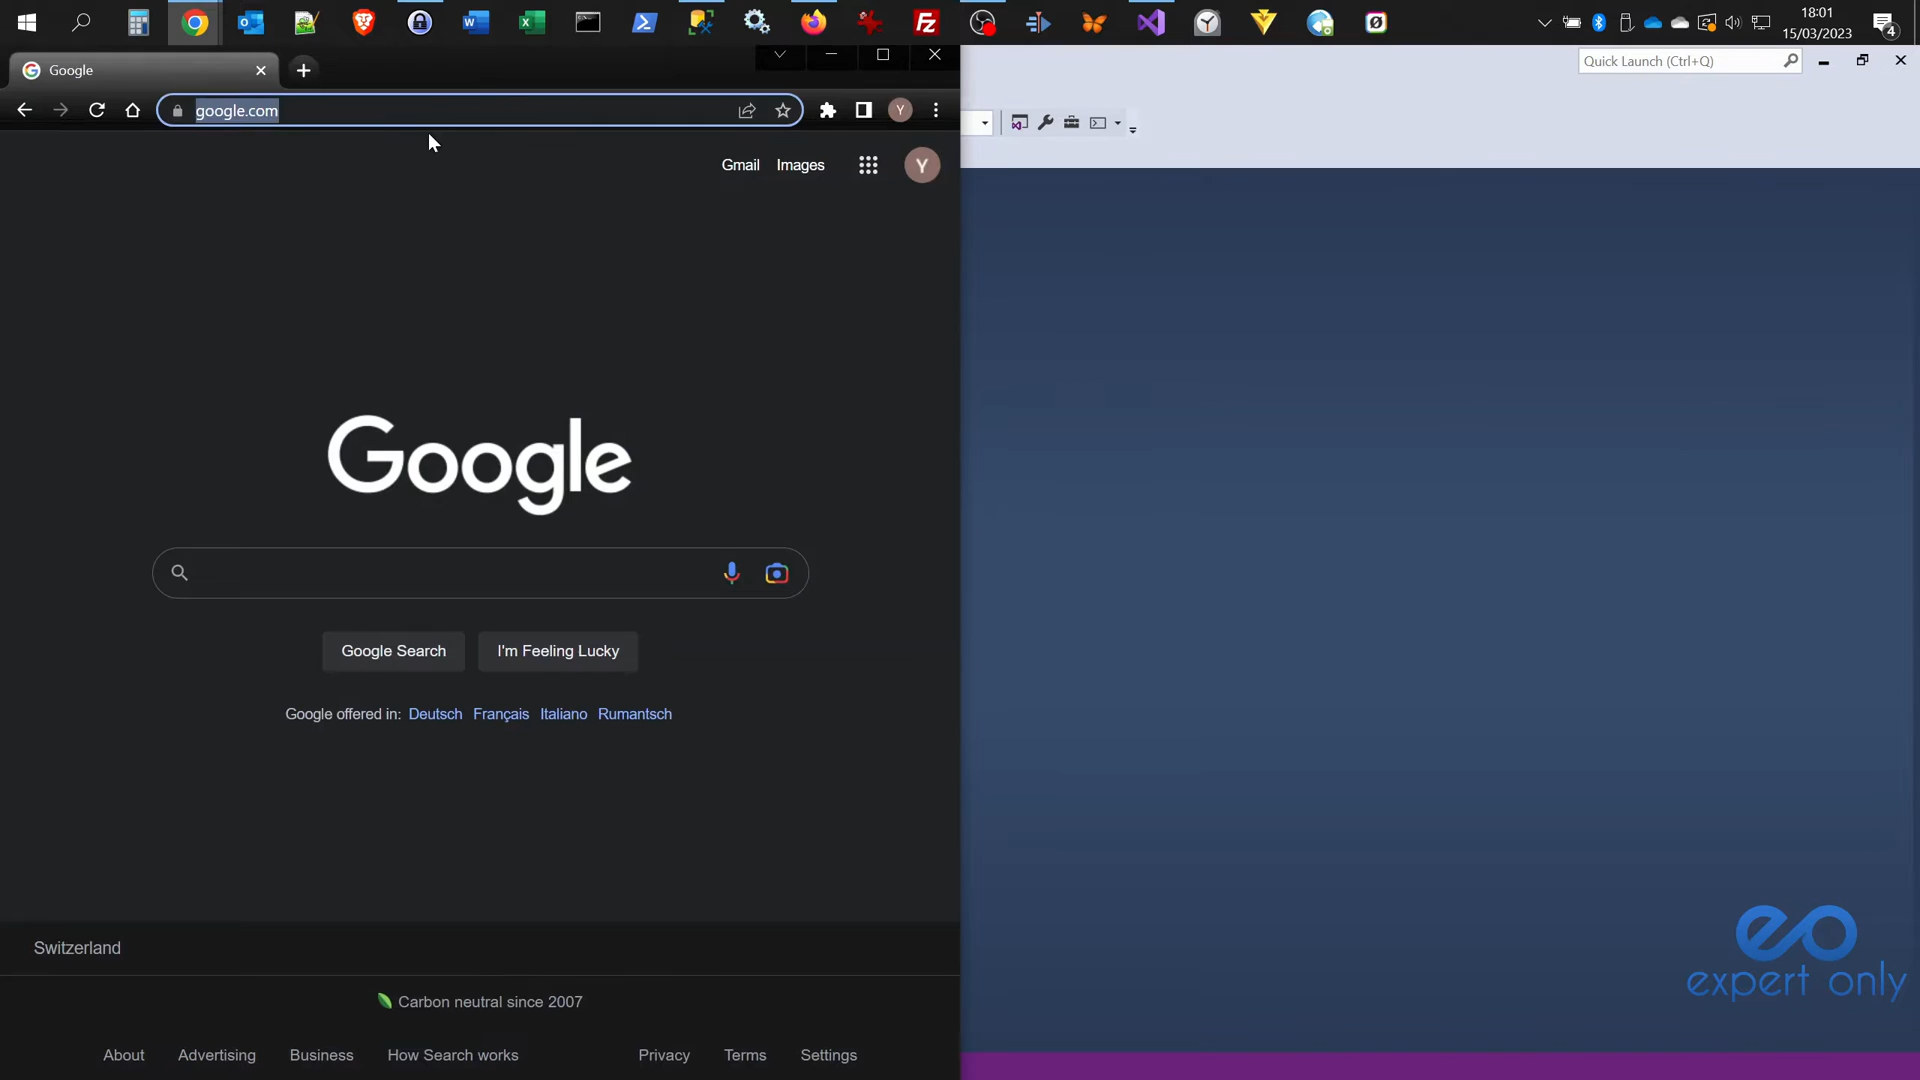 18:01
15/03/2023
4
Google
Quick Launch (Ctrl+Q)
google.com
Y
Gmail
Images
Y
Google
Google Search
I'm Feeling Lucky
Google offered in: Deutsch Français Italiano Rumantsch
Switzerland
Carbon neutral since 2007
About
Advertising
Business
How Search works
Privacy
Terms
Settings
eo
expert only